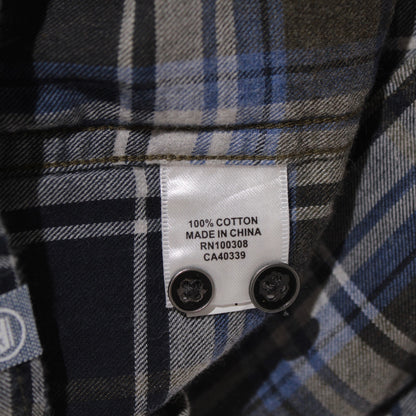 100% COTTON
MADE IN CHINA
RN100308
CA40339